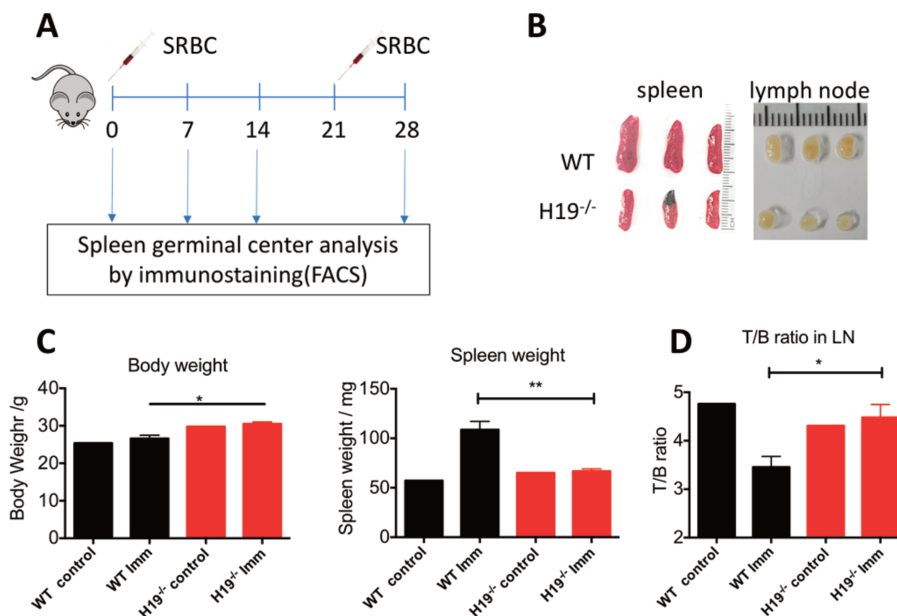 A
SRBC
SRBC
0 7 14 21 28
Spleen germinal center analysis
by immunostaining(FACS)
B
spleen
lymph node
WT
H19-/-
C
Body weight
*
Body Weighr /g
40
30
20
10
0
WT control
WT Imm
H19-/- control
H19-/- Imm
Spleen weight
**
Spleen weight / mg
150
100
50
0
WT control
WT Imm
H19-/- control
H19-/- Imm
D
T/B ratio in LN
*
T/B ratio
5
4
3
2
WT control
WT Imm
H19-/- control
H19-/- Imm